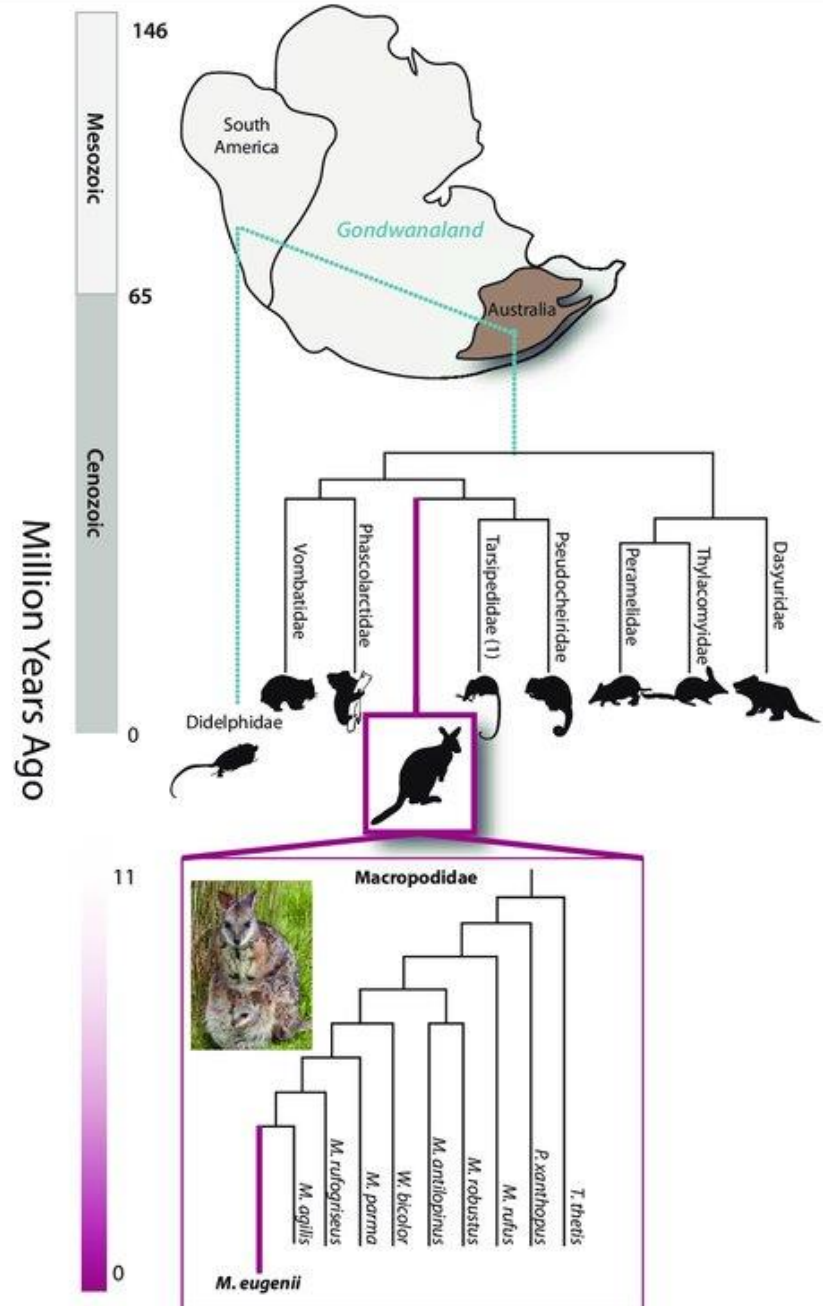 146
Mesozoic
South
America
Gondwanaland
65
Australia
Cenozoic
Million Years Ago
Vombatidae
Phascolarctidae
Tarsipedidae (1)
Pseudocheiridae
Peramelidae
Thylacomyidae
Dasyuridae
Didelphidae
0
11
Macropodidae
M. agilis
M. rufogriseus
M. parma
W. bicolor
M. antilopinus
M. robustus
M. rufus
P. xanthopus
T. thetis
0
M. eugenii